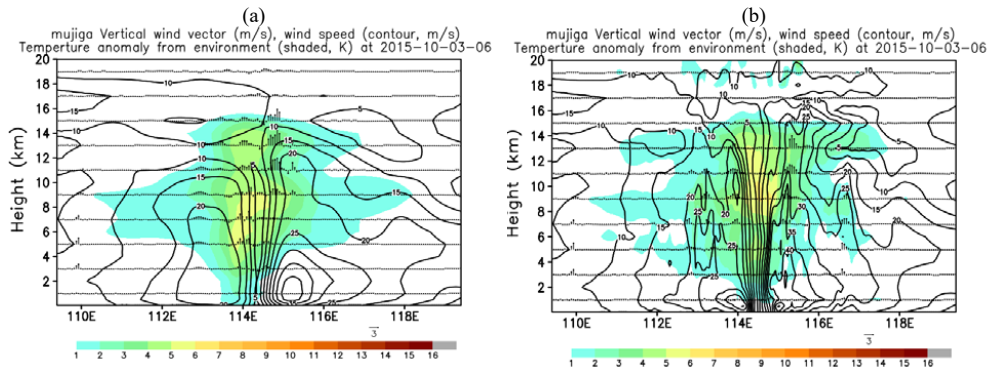 (a)
mujiga Vertical wind vector (m/s), wind speed (contour, m/s)
Temperture anomaly from environment (shaded, K) at 2015-10-03-06
20
18
16
14
12
10
8
6
4
2
Height (km)
110E 112E 114E 116E 118E
3
1 2 3 4 5 6 7 8 9 10 11 12 13 14 15 16
(b)
mujiga Vertical wind vector (m/s), wind speed (contour, m/s)
Temperture anomaly from environment (shaded, K) at 2015-10-03-06
20
18
16
14
12
10
8
6
4
2
Height (km)
110E 112E 114E 116E 118E
3
1 2 3 4 5 6 7 8 9 10 11 12 13 14 15 16